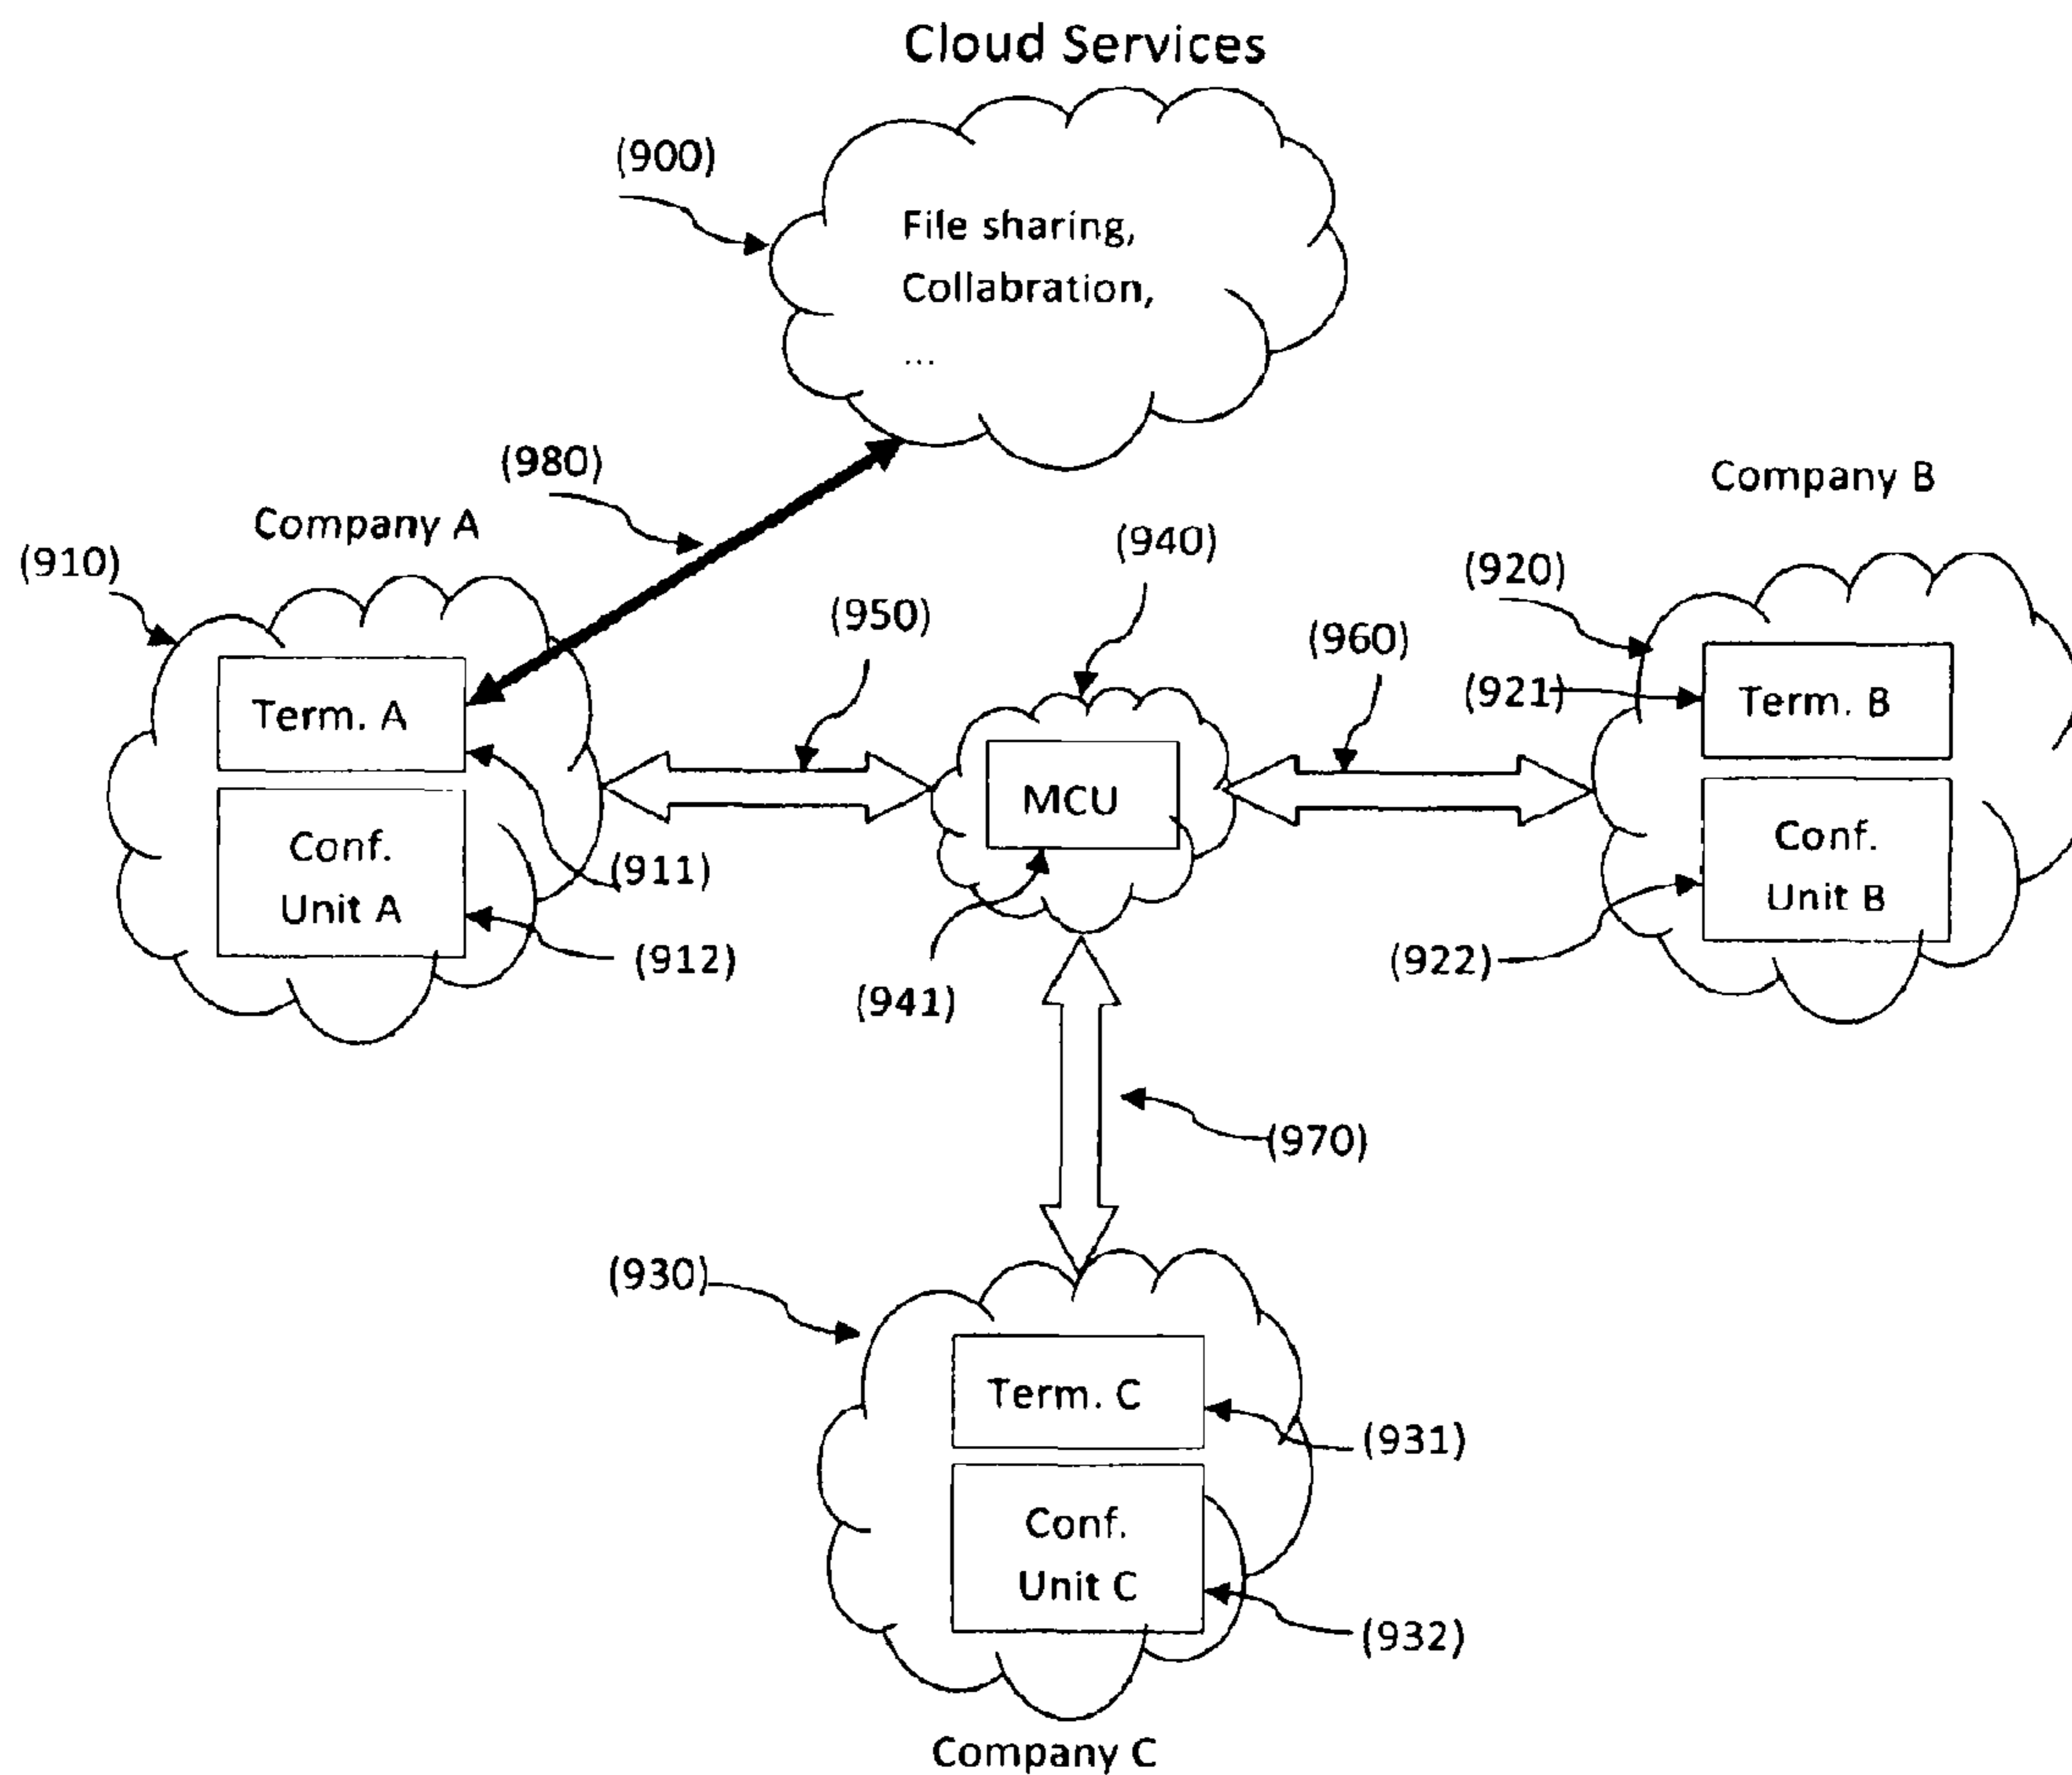 Cloud Services
(900)
File sharing,
Collabration,
...
(980)
Company B
Company A
(940)
(910)
(920)
(950)
(960)
(921)
Term. A
Term. B
MCU
Conf.
Unit A
(911)
Conf.
Unit B
(912)
(922)
(941)
(970)
(930)
Term. C
(931)
Conf.
Unit C
(932)
Company C